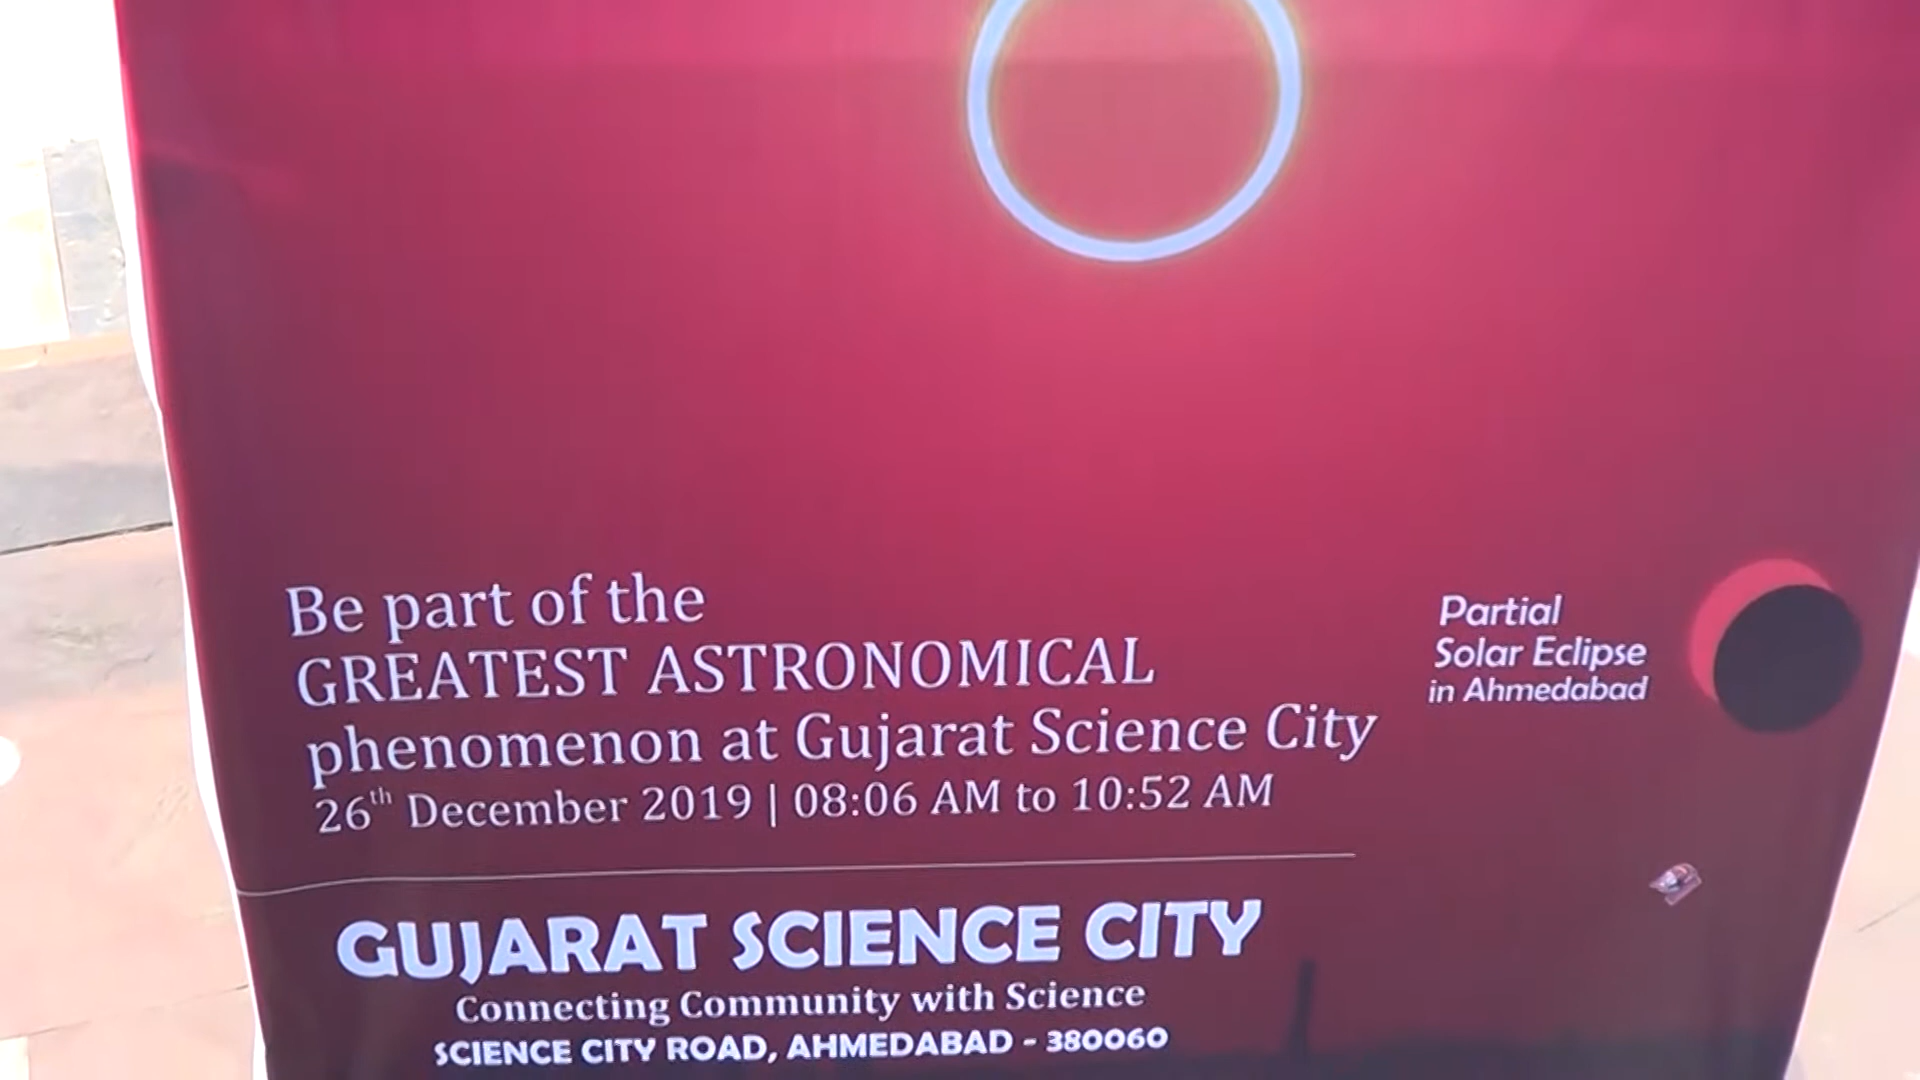 Be part of the
GREATEST ASTRONOMICAL
phenomenon at Gujarat Science City
26th December 2019 | 08:06 AM to 10:52 AM
Partial
Solar Eclipse
in Ahmedabad
GUJARAT SCIENCE CITY
Connecting Community with Science
SCIENCE CITY ROAD, AHMEDABAD - 380060